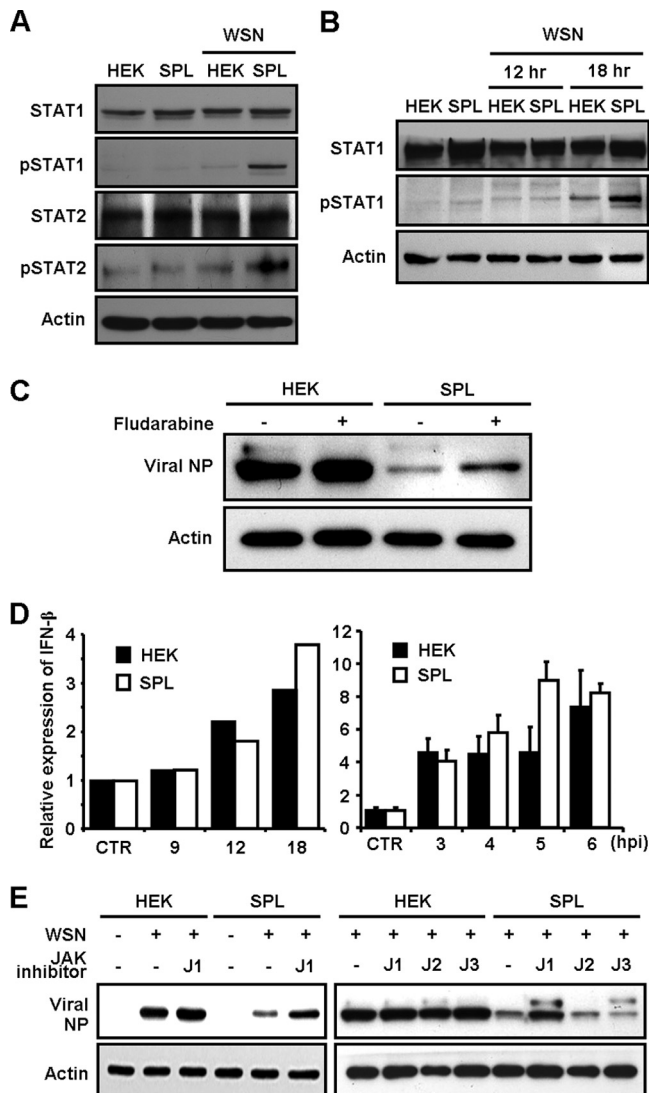 A
WSN
HEK SPL HEK SPL
STAT1
pSTAT1
STAT2
pSTAT2
Actin
B
WSN
12 hr 18 hr
HEK SPL HEK SPL HEK SPL
STAT1
pSTAT1
Actin
C
HEK SPL
Fludarabine - + - +
Viral NP
Actin
D
Relative expression of IFN-β
4
3
2
1
0
HEK
SPL
CTR 9 12 18
12
10
8
6
4
2
0
HEK
SPL
CTR 3 4 5 6 (hpi)
E
HEK SPL HEK SPL
WSN - + + - + + + + + + + + + +
JAK
inhibitor - - J1 - - J1 - J1 J2 J3 - J1 J2 J3
Viral
NP
Actin